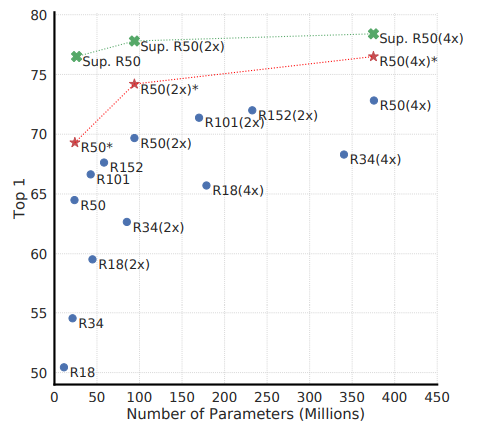 80
75
70
65
60
55
50
Top 1
Sup. R50
Sup. R50(2x)
Sup. R50(4x)
R50(4x)*
R50(2x)*
R50*
R50(4x)
R152(2x)
R101(2x)
R50(2x)
R34(4x)
R152
R101
R18(4x)
R50
R34(2x)
R18(2x)
R34
R18
0 50 100 150 200 250 300 350 400 450
Number of Parameters (Millions)